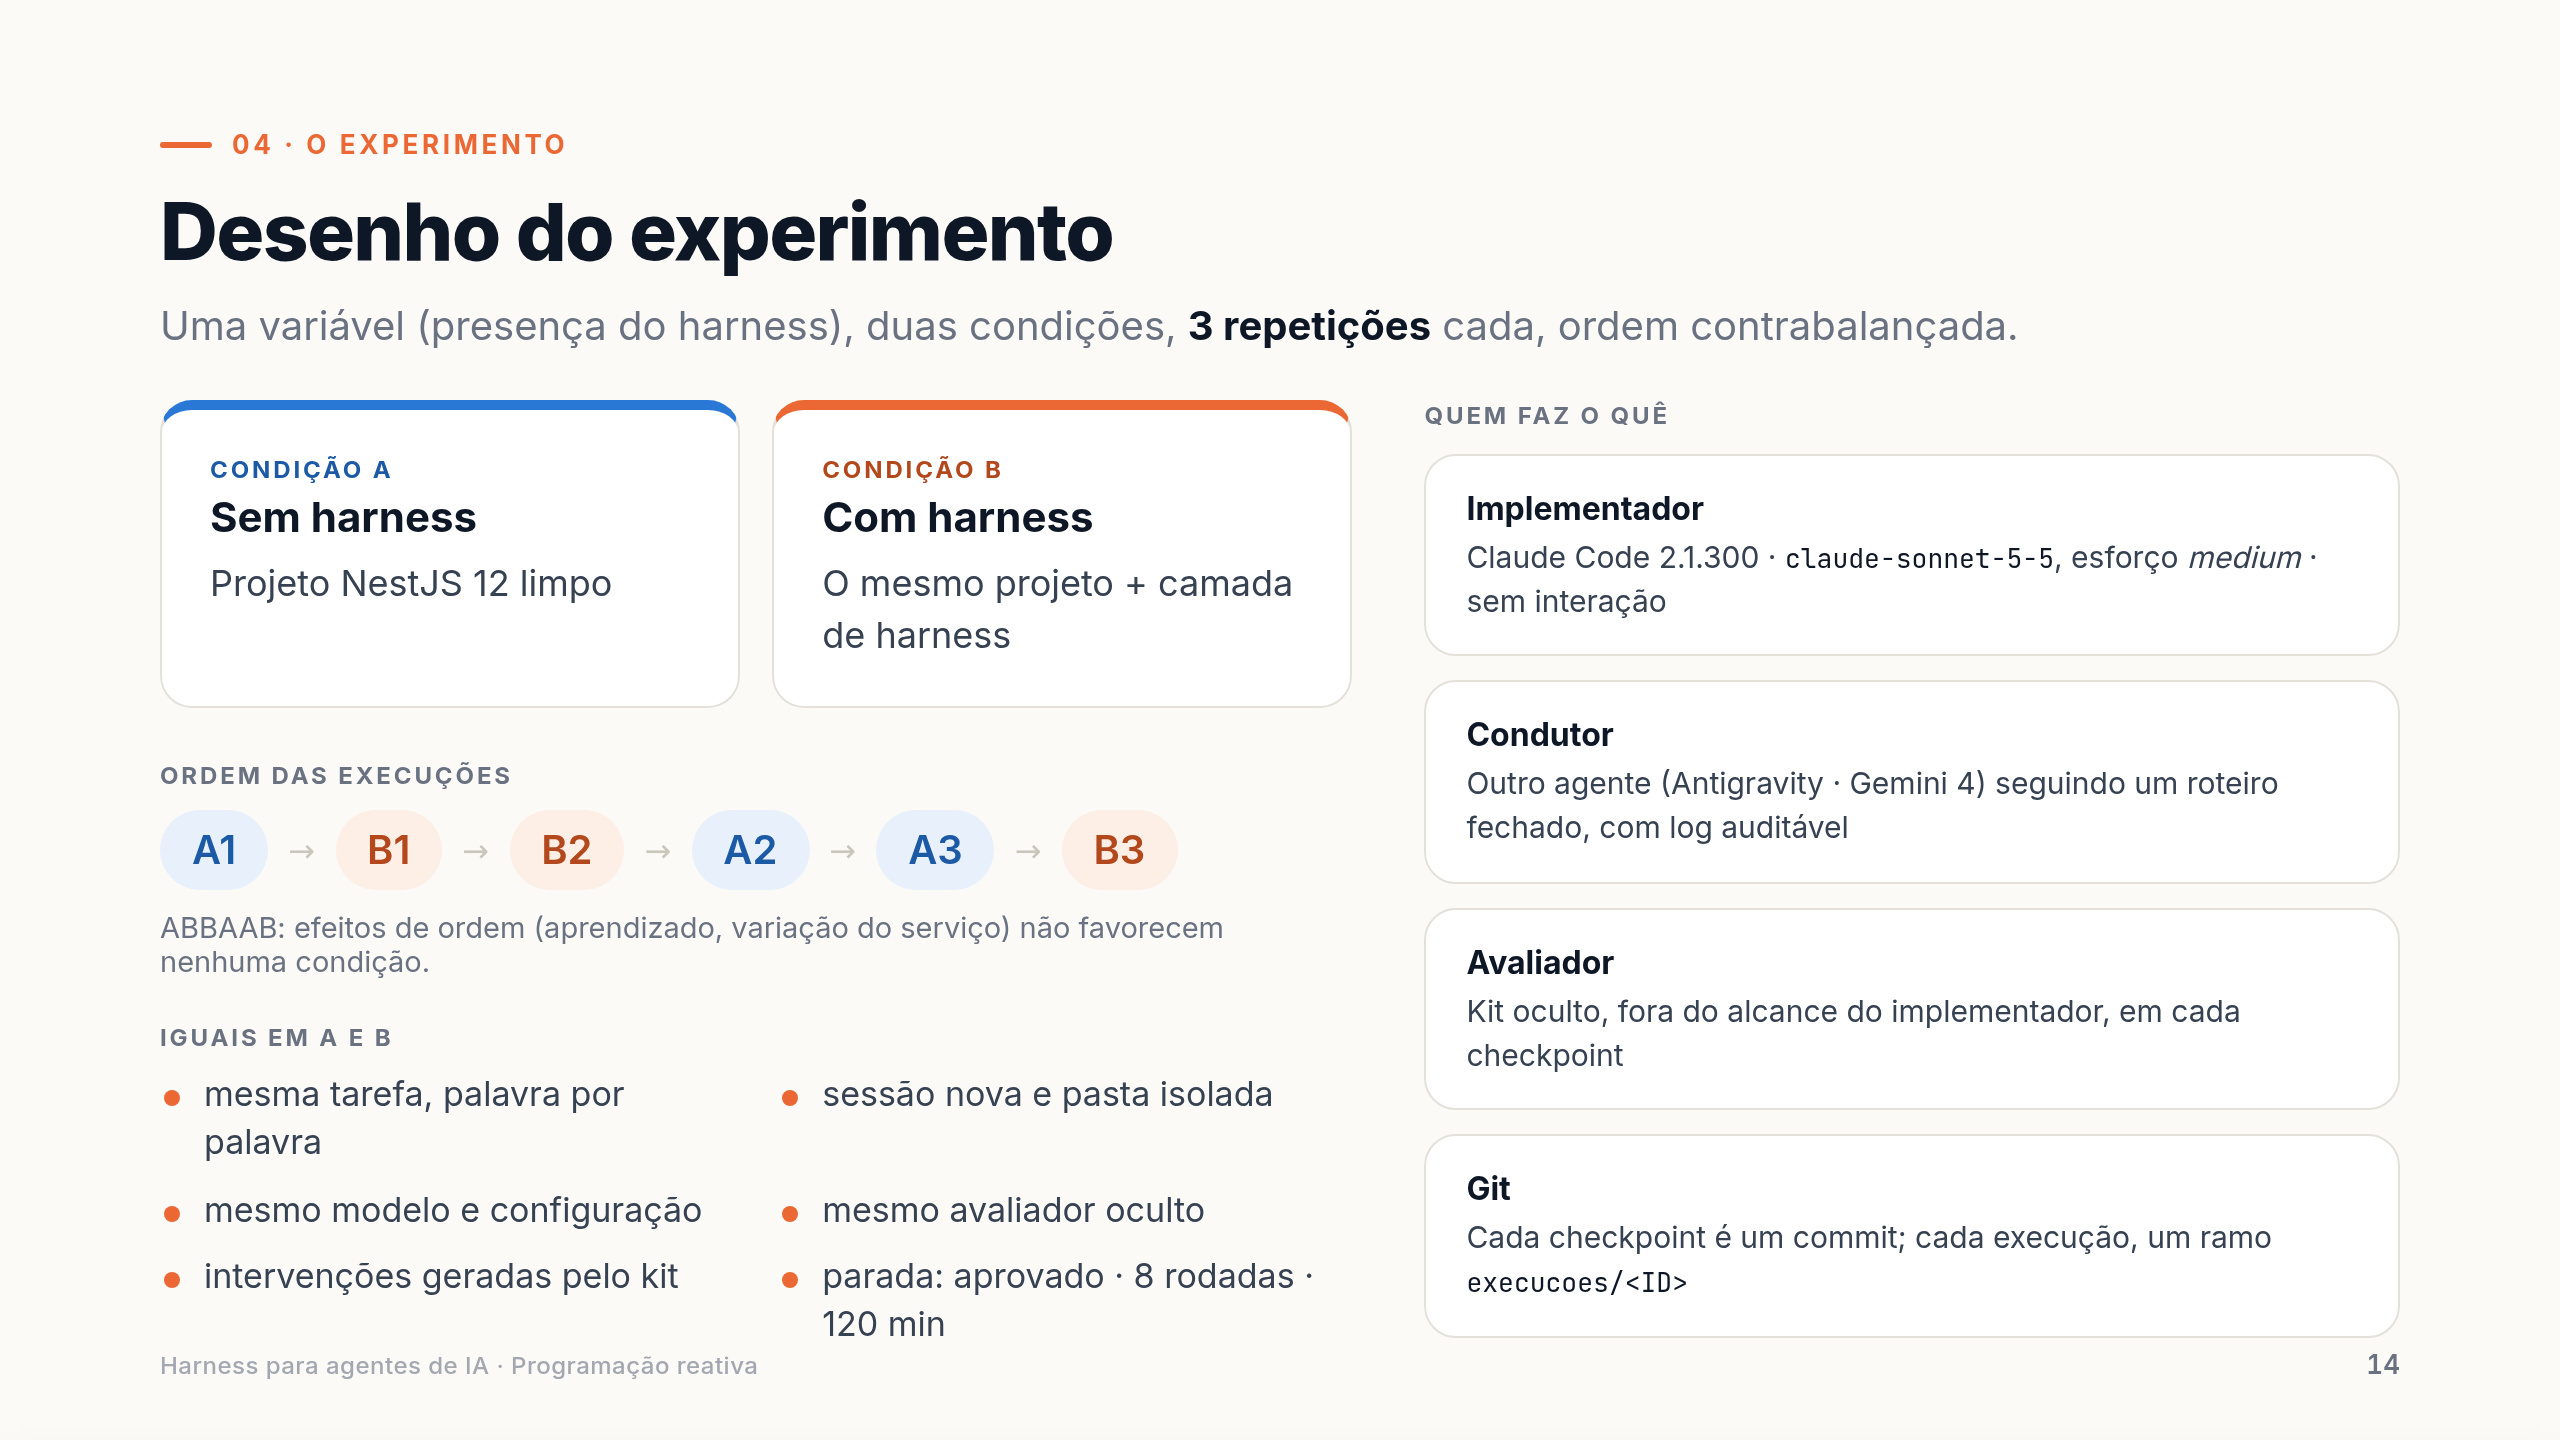 04 · O EXPERIMENTO
Desenho do experimento
Uma variável (presença do harness), duas condições, 3 repetições cada, ordem contrabalançada.
CONDIÇÃO A
Sem harness
Projeto NestJS 12 limpo
CONDIÇÃO B
Com harness
O mesmo projeto + camada
de harness
ORDEM DAS EXECUÇÕES
A1 → B1 → B2 → A2 → A3 → B3
ABBAAB: efeitos de ordem (aprendizado, variação do serviço) não favorecem
nenhuma condição.
IGUAIS EM A E B
mesma tarefa, palavra por
palavra
sessão nova e pasta isolada
mesmo modelo e configuração
mesmo avaliador oculto
intervenções geradas pelo kit
parada: aprovado · 8 rodadas ·
120 min
QUEM FAZ O QUÊ
Implementador
Claude Code 2.1.300 · claude-sonnet-5-5, esforço medium ·
sem interação
Condutor
Outro agente (Antigravity · Gemini 4) seguindo um roteiro
fechado, com log auditável
Avaliador
Kit oculto, fora do alcance do implementador, em cada
checkpoint
Git
Cada checkpoint é um commit; cada execução, um ramo
execucoes/<ID>
Harness para agentes de IA · Programação reativa
14